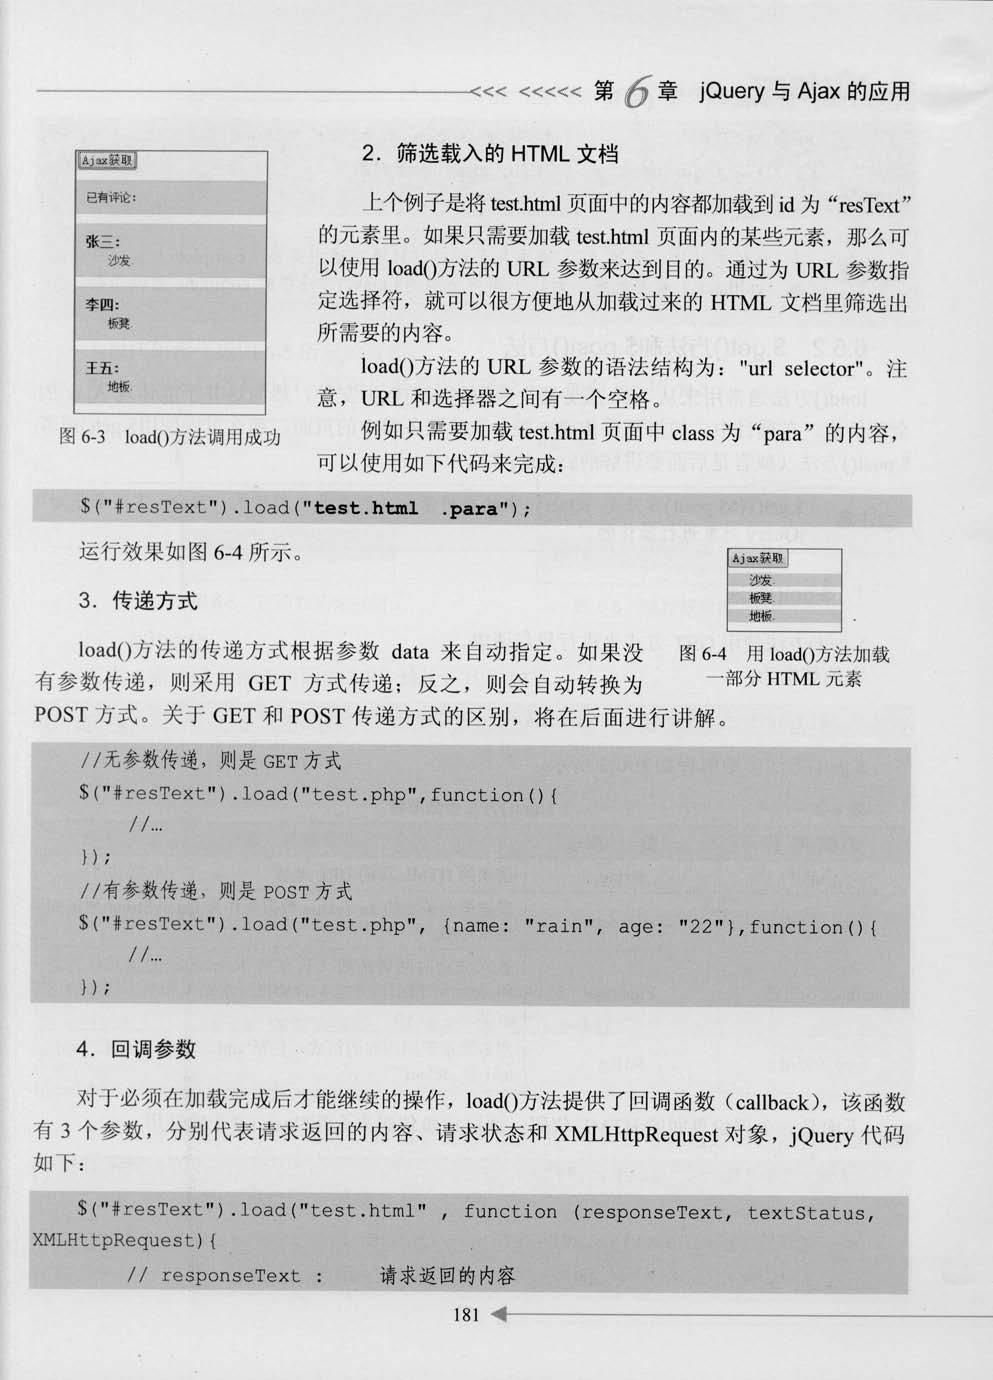 <<< <<<<< 第6章 jQuery 与 Ajax 的应用
Ajax获取
已有评论：
张三：
沙发.
李四：
板凳.
王五：
地板.
图 6-3 load()方法调用成功
2．筛选载入的 HTML 文档
上个例子是将 test.html 页面中的内容都加载到 id 为“resText”
的元素里。如果只需要加载 test.html 页面内的某些元素，那么可
以使用 load()方法的 URL 参数来达到目的。通过为 URL 参数指
定选择符，就可以很方便地从加载过来的 HTML 文档里筛选出
所需要的内容。
load()方法的 URL 参数的语法结构为："url selector"。注
意，URL 和选择器之间有一个空格。
例如只需要加载 test.html 页面中 class 为“para”的内容，
可以使用如下代码来完成：
$("#resText").load("test.html .para");
运行效果如图 6-4 所示。
Ajax获取
沙发.
板凳.
地板.
图 6-4 用 load()方法加载
一部分 HTML 元素
3．传递方式
load()方法的传递方式根据参数 data 来自动指定。如果没
有参数传递，则采用 GET 方式传递；反之，则会自动转换为
POST 方式。关于 GET 和 POST 传递方式的区别，将在后面进行讲解。
//无参数传递，则是 GET 方式
$("#resText").load("test.php",function(){
//…
});
//有参数传递，则是 POST 方式
$("#resText").load("test.php", {name: "rain", age: "22"},function(){
//…
});
4．回调参数
对于必须在加载完成后才能继续的操作，load()方法提供了回调函数（callback），该函数
有 3 个参数，分别代表请求返回的内容、请求状态和 XMLHttpRequest 对象，jQuery 代码
如下：
$("#resText").load("test.html" , function (responseText, textStatus,
XMLHttpRequest){
// responseText : 请求返回的内容
181